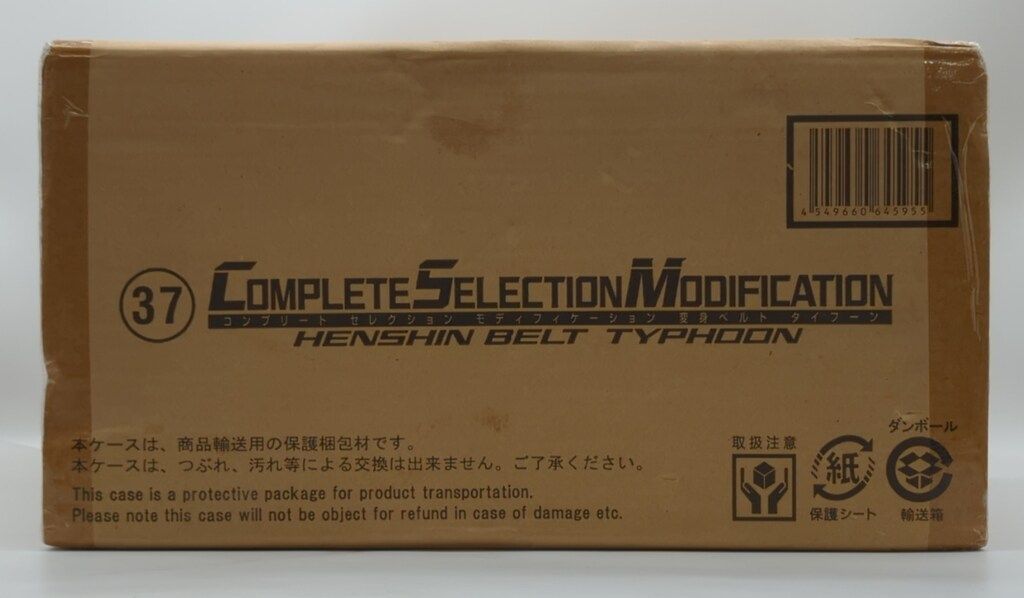 4 549660 645955
37
COMPLETE SELECTION MODIFICATION
コンプリート セレクション モディフィケーション 変身ベルト タイフーン
HENSHIN BELT TYPHOON
本ケースは、商品輸送用の保護梱包材です。
本ケースは、つぶれ、汚れ等による交換は出来ません。ご了承ください。
This case is a protective package for product transportation.
Please note this case will not be object for refund in case of damage etc.
取扱注意
紙
保護シート
ダンボール
輸送箱